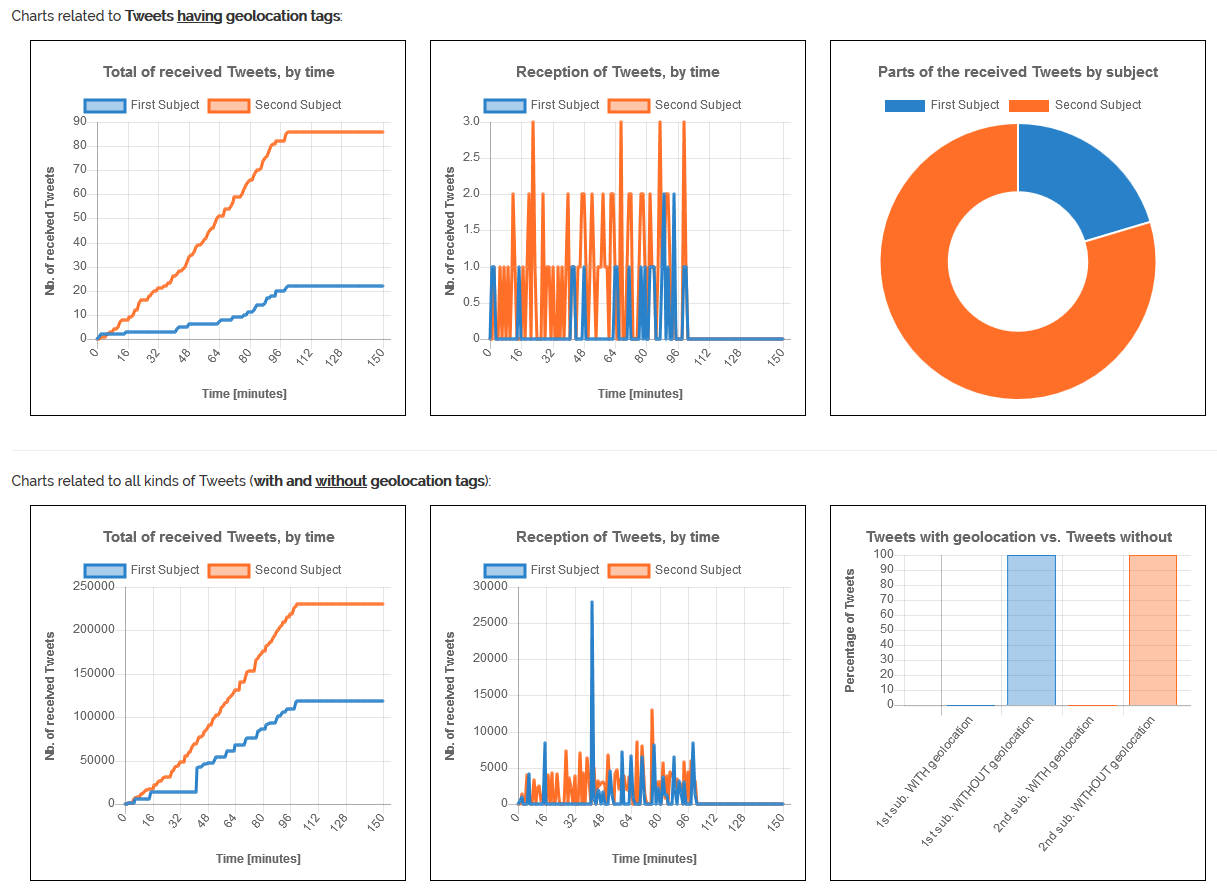 Charts related to Tweets having geolocation tags:
Total of received Tweets, by time
First Subject Second Subject
Nb. of received Tweets
90
80
70
60
50
40
30
20
10
0
0 16 32 48 64 80 96 112 128 150
Time [minutes]
Reception of Tweets, by time
First Subject Second Subject
Nb. of received Tweets
3.0
2.5
2.0
1.5
1.0
0.5
0
0 16 32 48 64 80 96 112 128 150
Time [minutes]
Parts of the received Tweets by subject
First Subject Second Subject
Charts related to all kinds of Tweets (with and without geolocation tags):
Total of received Tweets, by time
First Subject Second Subject
Nb. of received Tweets
250000
200000
150000
100000
50000
0
0 16 32 48 64 80 96 112 128 150
Time [minutes]
Reception of Tweets, by time
First Subject Second Subject
Nb. of received Tweets
30000
25000
20000
15000
10000
5000
0
0 16 32 48 64 80 96 112 128 150
Time [minutes]
Tweets with geolocation vs. Tweets without
Percentage of Tweets
100
90
80
70
60
50
40
30
20
10
0
1st sub. WITH geolocation
1st sub. WITHOUT geolocation
2nd sub. WITH geolocation
2nd sub. WITHOUT geolocation